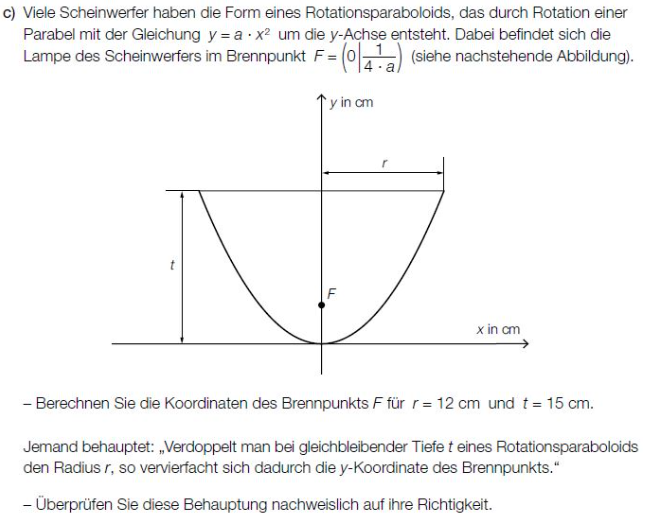 c) Viele Scheinwerfer haben die Form eines Rotationsparaboloids, das durch Rotation einer
Parabel mit der Gleichung y = a · x² um die y-Achse entsteht. Dabei befindet sich die
Lampe des Scheinwerfers im Brennpunkt F = (0|1/(4 · a)) (siehe nachstehende Abbildung).
y in cm
r
t
F
x in cm
– Berechnen Sie die Koordinaten des Brennpunkts F für r = 12 cm und t = 15 cm.
Jemand behauptet: „Verdoppelt man bei gleichbleibender Tiefe t eines Rotationsparaboloids
den Radius r, so vervierfacht sich dadurch die y-Koordinate des Brennpunkts.“
– Überprüfen Sie diese Behauptung nachweislich auf ihre Richtigkeit.